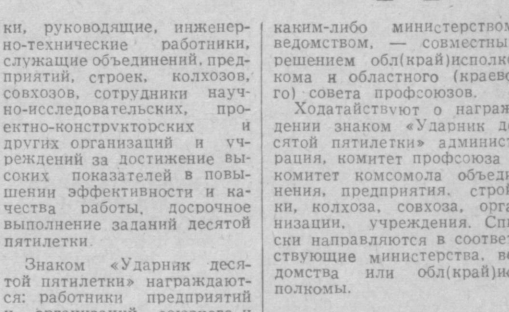 ки, руководящие, инженер-
но-технические работники,
служащие объединений, пред-
приятий, строек, колхозов,
совхозов, сотрудники науч-
но-исследовательских, про-
ектно-конструкторских и
других организаций и уч-
реждений за достижение вы-
соких показателей в повы-
шении эффективности и ка-
чества работы, досрочное
выполнение заданий десятой
пятилетки.
Знаком «Ударник деся-
той пятилетки» награждают-
ся: работники предприятий
каким-либо министерством
ведомством, — совместны
решением обл(край)исполко
кома и областного (краево
го) совета профсоюзов.
Ходатайствуют о награж
дении знаком «Ударник де
сятой пятилетки» админист
рация, комитет профсоюза
комитет комсомола объеди
нения, предприятия, строй
ки, колхоза, совхоза, орга
низации, учреждения. Спи
ски направляются в соответ
ствующие министерства, ве
домства или обл(край)ис
полкомы.